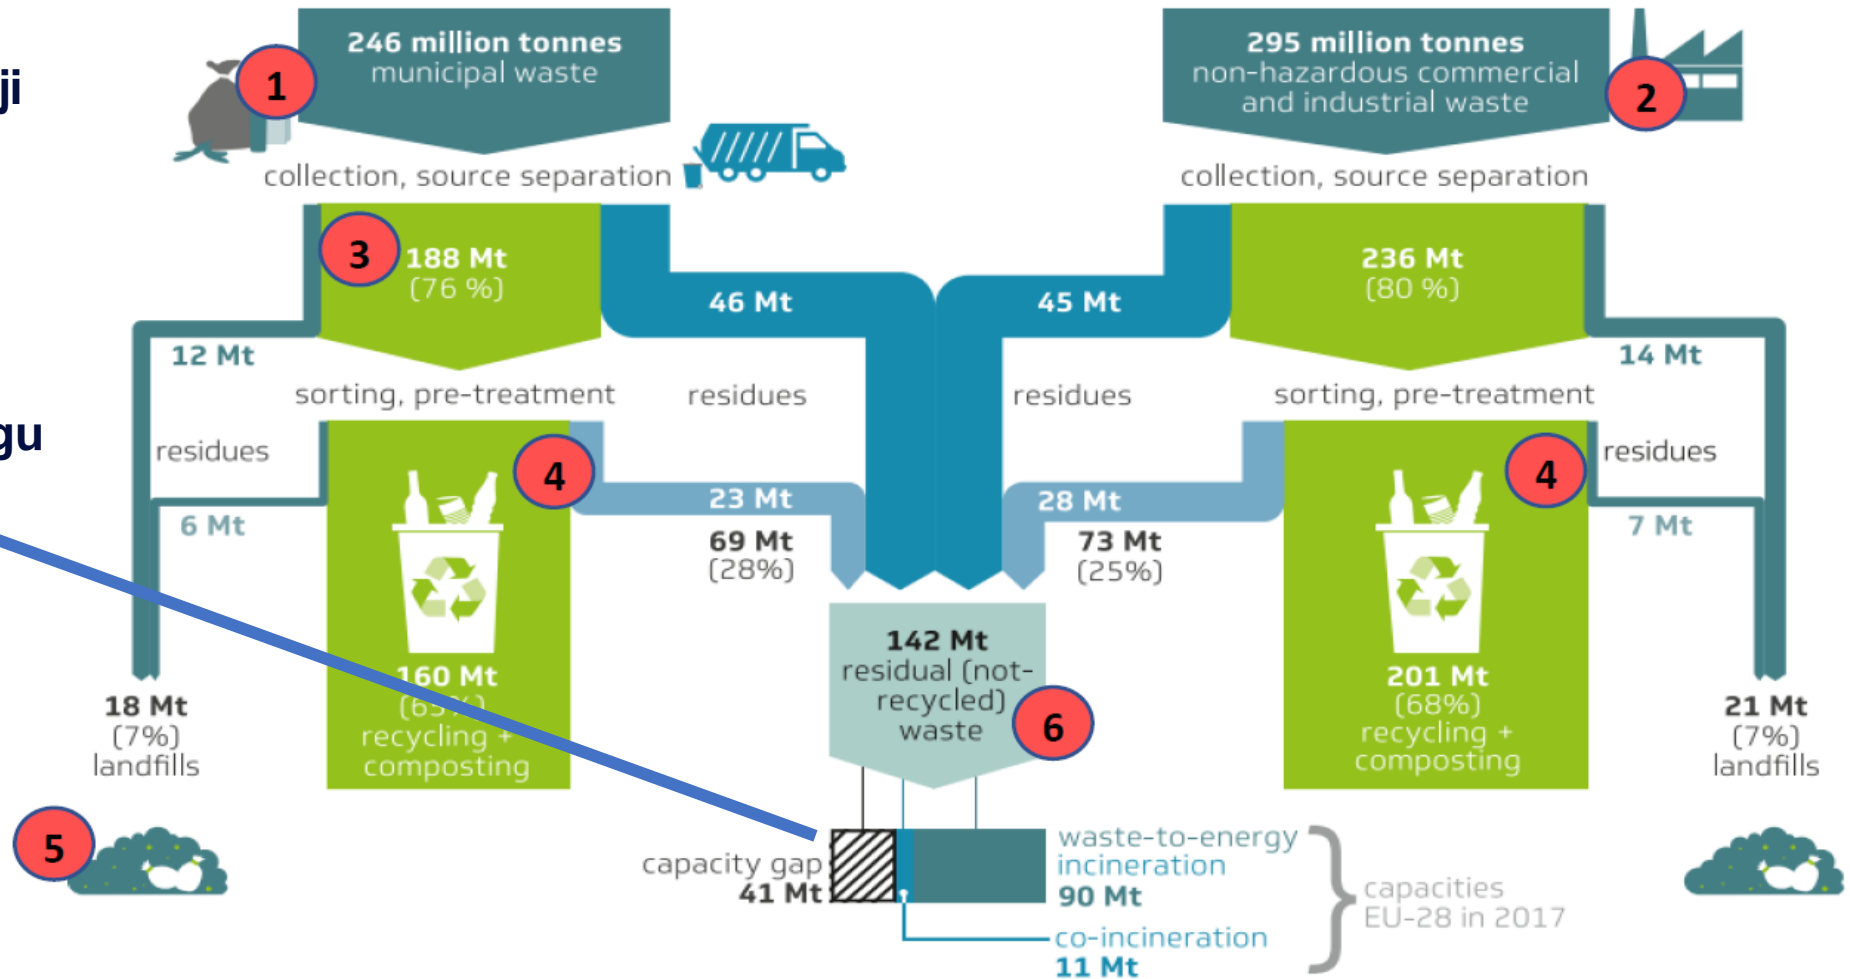 ji
gu
246 million tonnes
municipal waste
1
295 million tonnes
non-hazardous commercial
and industrial waste
2
collection, source separation
collection, source separation
3
188 Mt
(76 %)
46 Mt
45 Mt
236 Mt
(80 %)
12 Mt
14 Mt
sorting, pre-treatment
residues
residues
sorting, pre-treatment
residues
residues
4
4
6 Mt
23 Mt
28 Mt
7 Mt
69 Mt
(28%)
73 Mt
(25%)
142 Mt
residual (not-
recycled)
waste
6
160 Mt
(65%)
recycling +
composting
201 Mt
(68%)
recycling +
composting
18 Mt
(7%)
landfills
21 Mt
(7%)
landfills
5
capacity gap
41 Mt
waste-to-energy
incineration
90 Mt
co-incineration
11 Mt
capacities
EU-28 in 2017